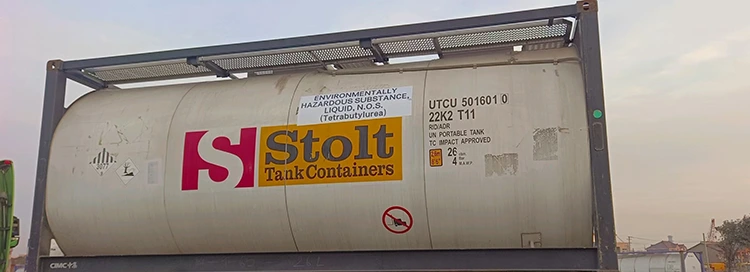 ENVIRONMENTALLY
HAZARDOUS SUBSTANCE,
LIQUID, N.O.S.
(Tetrabutylurea)
UTCU 501601 0
22K2 T11
RID/ADR
UN PORTABLE TANK
TC IMPACT APPROVED
26
4
S Stolt
Tank Containers
CIMC